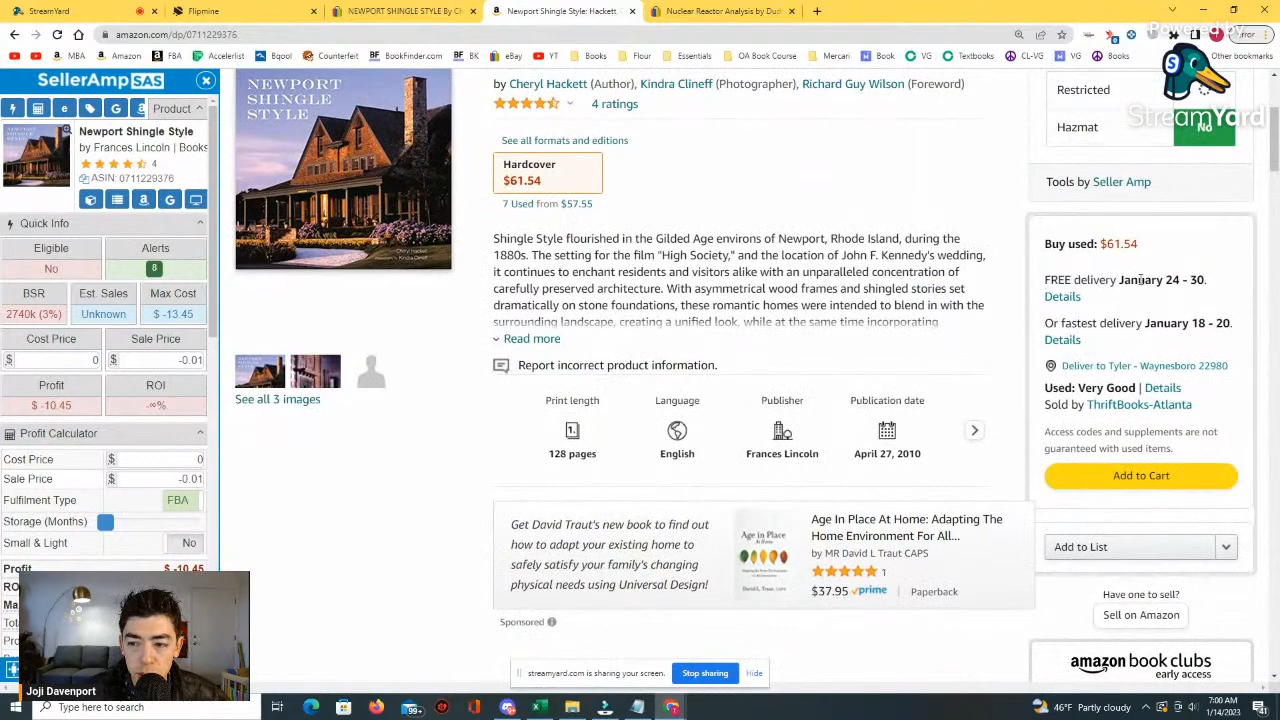 Flipmine
NEWPORT SHINGLE STYLE By Ch
Newport Shingle Style: Hackett
Nuclear Reactor Analysis by Dud
amazon.com/dp/0711229376
YT
MBA
Amazon
FBA
Accelerist
Bqool
Counterfeit
BookFinder.com
BK
eBay
YT
Books
Flour
Essentials
OA Book Course
Mercari
Book
VG
Textbooks
CL-VG
VG
Books
Other bookmarks
Powered by
StreamYard
SellerAmp SAS
Product
Newport Shingle Style
by Frances Lincoln | Books
4
ASIN: 0711229376
Quick Info
Eligible
Alerts
No
8
BSR
Est Sales
Max Cost
2740k (3%)
Unknown
$ -13.45
Cost Price
Sale Price
$
0
$
-0.01
Profit
ROI
$ -10.45
-∞%
Profit Calculator
Cost Price
$
0
Sale Price
$
-0.01
Fulfilment Type
FBA
Storage (Months)
Small & Light
No
Profit
$ -10.45
NEWPORT
SHINGLE
STYLE
Cheryl Hackett
See all 3 images
by Cheryl Hackett (Author), Kindra Clineff (Photographer), Richard Guy Wilson (Foreword)
4 ratings
See all formats and editions
Hardcover
$61.54
7 Used from $57.55
Shingle Style flourished in the Gilded Age environs of Newport, Rhode Island, during the
1880s. The setting for the film "High Society," and the location of John F. Kennedy's wedding,
it continues to enchant residents and visitors alike with an unparalleled concentration of
carefully preserved architecture. With asymmetrical wood frames and shingled stories set
dramatically on stone foundations, these romantic homes were intended to blend in with the
surrounding landscape, creating a unified look, while at the same time incorporating
Read more
Report incorrect product information.
Print length
Language
Publisher
Publication date
128 pages
English
Frances Lincoln
April 27, 2010
Get David Traut's new book to find out
how to adapt your existing home to
safely satisfy your family's changing
physical needs using Universal Design!
Age In Place At Home: Adapting The
Home Environment For All...
by MR David L Traut CAPS
1
$37.95 prime | Paperback
Sponsored
Restricted
Hazmat
No
Tools by Seller Amp
Buy used:
FREE delivery January 24 - 30.
Details
Or fastest delivery January 18 - 20.
Details
Deliver to Tyler - Waynesboro 22980
Used: Very Good | Details
Sold by ThriftBooks-Atlanta
Access codes and supplements are not
guaranteed with used items.
Add to Cart
Add to List
Have one to sell?
Sell on Amazon
amazon book clubs
early access
streamyard.com is sharing your screen.
Stop sharing
Hide
Joji Davenport
Type here to search
99+
46°F Partly cloudy
7:00 AM
1/14/2023